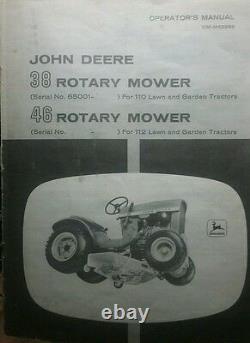 OPERATOR'S MANUAL
JOHN DEERE
38 ROTARY MOWER
(Serial No. 55001- ) For 110 Lawn and Garden Tractors
46 ROTARY MOWER
(Serial No. - ) For 112 Lawn and Garden Tractors